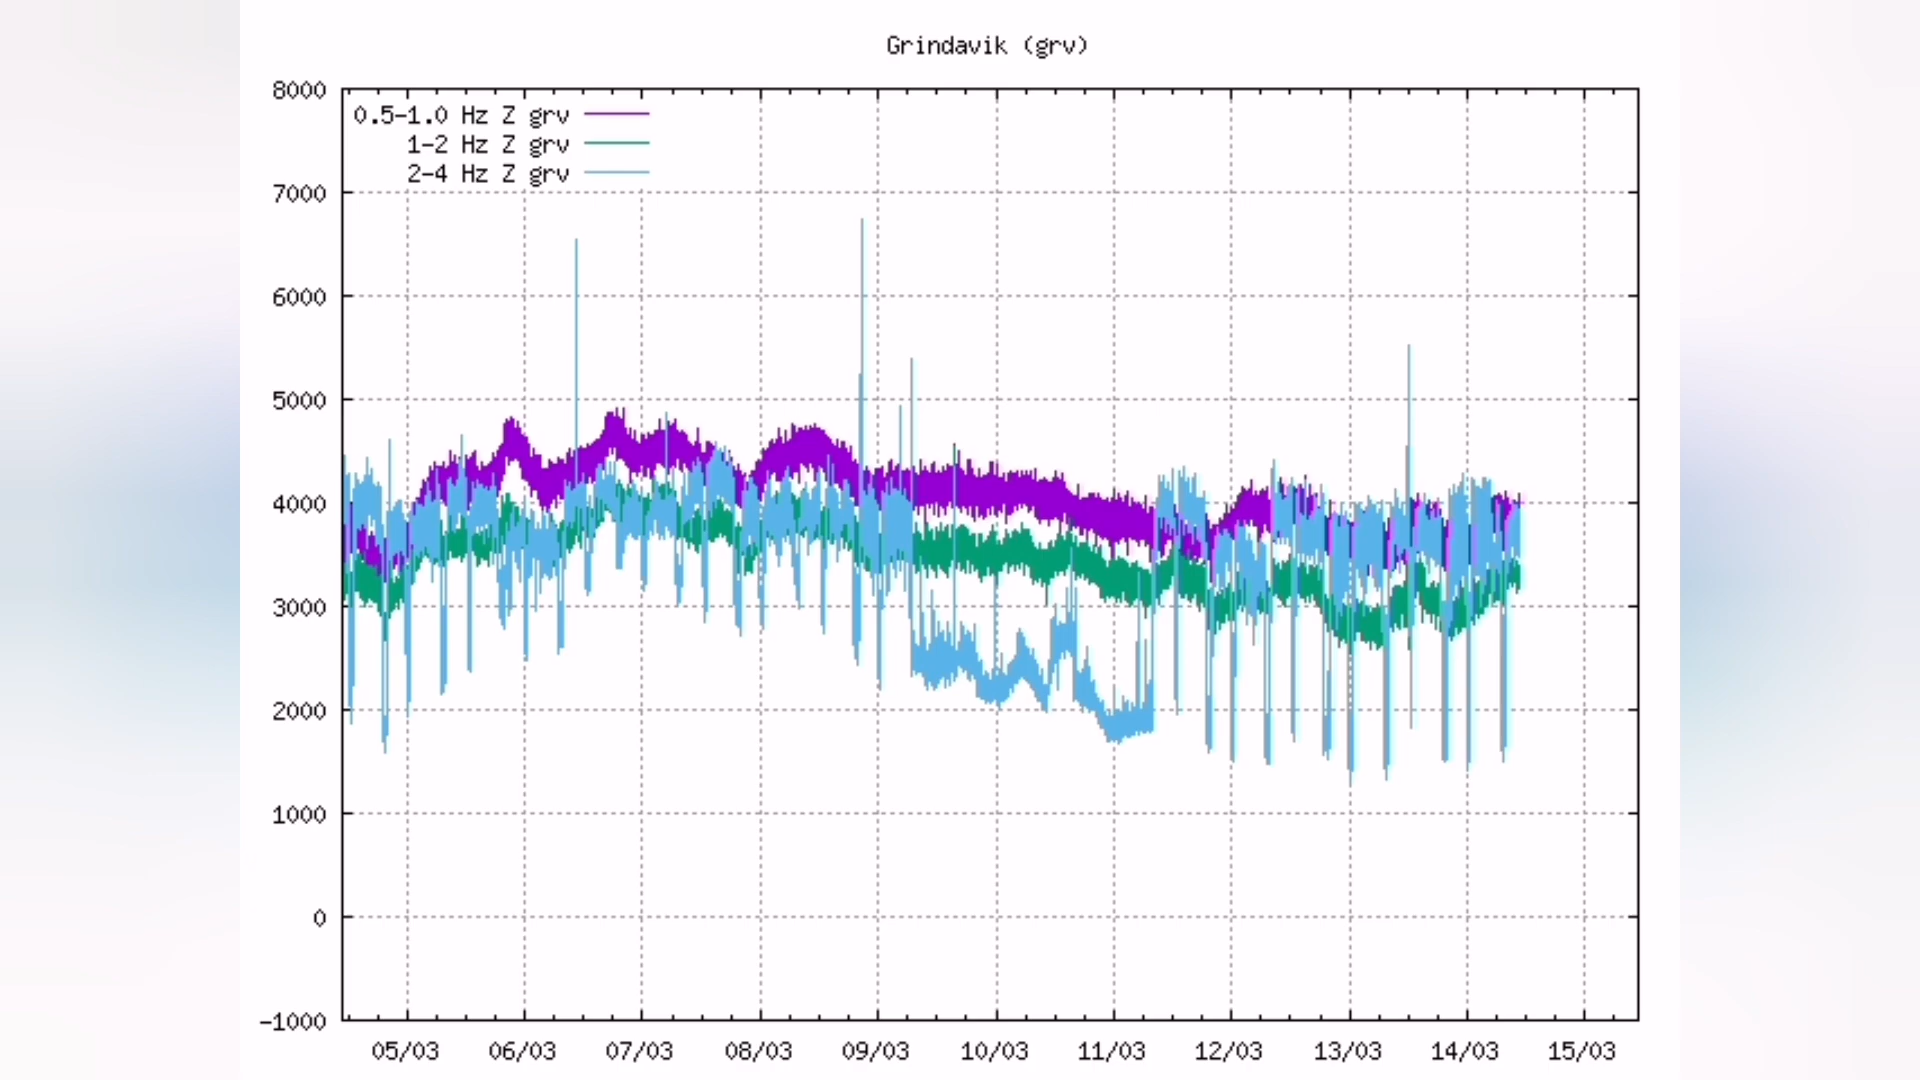 Grindavik (grv)
8000
0.5-1.0 Hz Z grv
1-2 Hz Z grv
2-4 Hz Z grv
7000
6000
5000
4000
3000
2000
1000
0
-1000
05/03 06/03 07/03 08/03 09/03 10/03 11/03 12/03 13/03 14/03 15/03